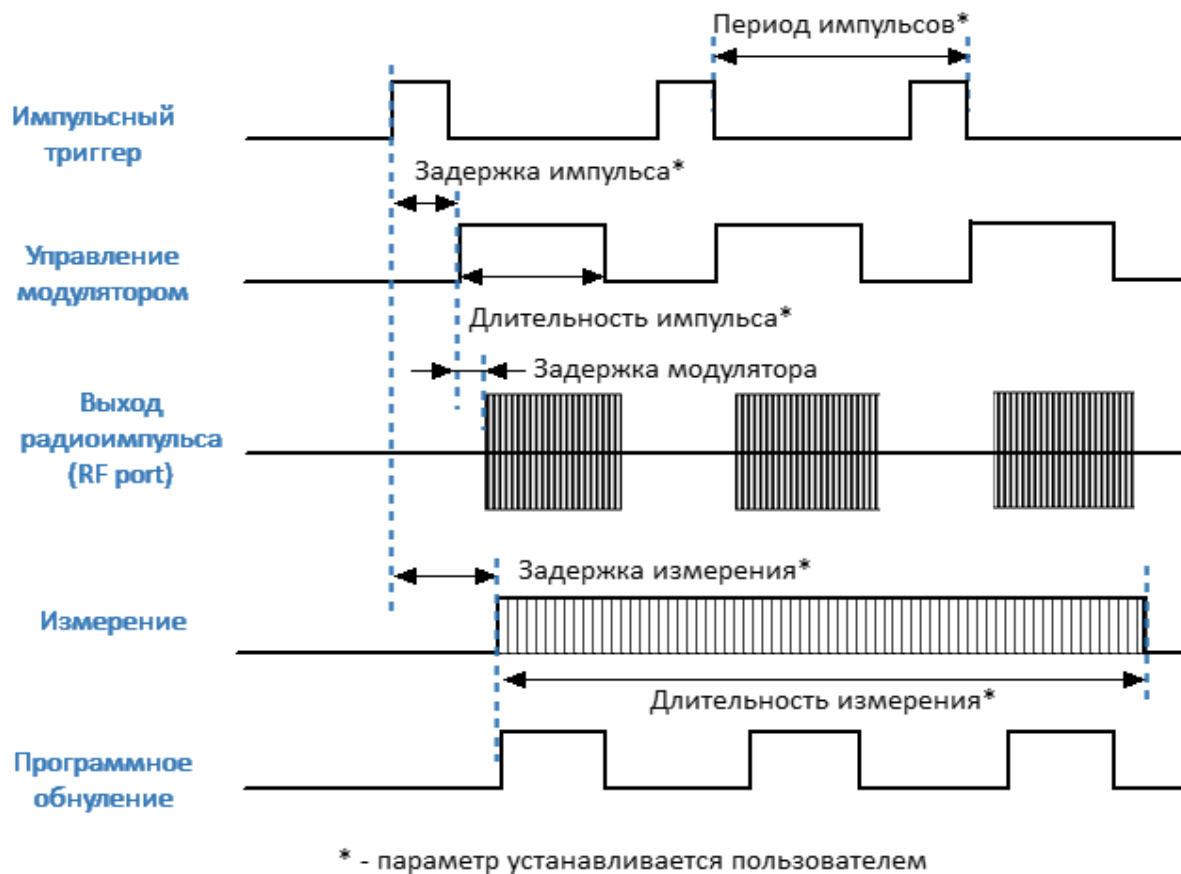 Период импульсов*
Импульсный
триггер
Задержка импульса*
Управление
модулятором
Длительность импульса*
Задержка модулятора
Выход
радиоимпульса
(RF port)
Задержка измерения*
Измерение
Длительность измерения*
Программное
обнуление
* - параметр устанавливается пользователем